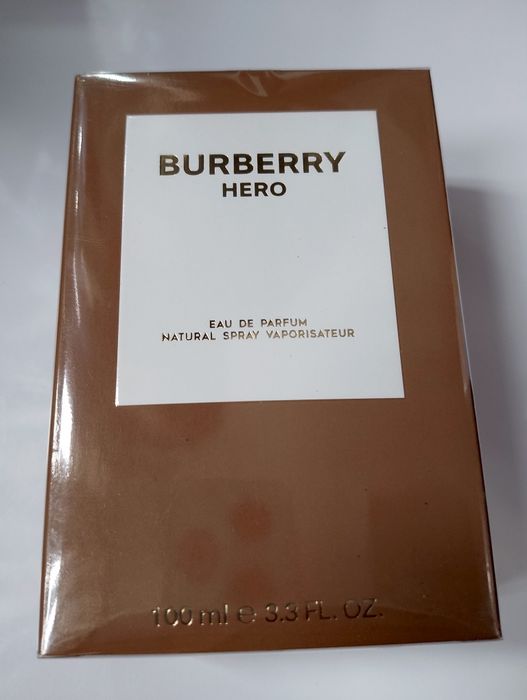 BURBERRY
HERO
EAU DE PARFUM
NATURAL SPRAY VAPORISATEUR
100 ml ℮ 3.3 FL. OZ.